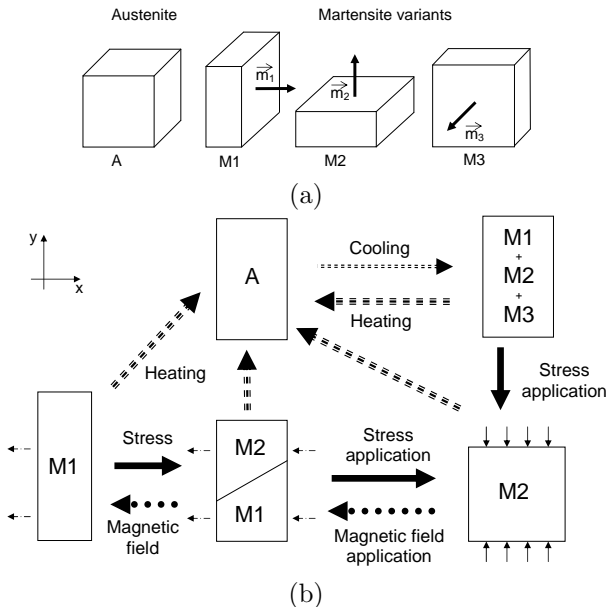 Austenite
Martensite variants
m₁
m₂
m₃
A
M1
M2
M3
(a)
y
x
A
Cooling
Heating
M1
+
M2
+
M3
Heating
Stress
application
M1
Stress
Magnetic
field
M2
M1
Stress
application
Magnetic field
application
M2
(b)